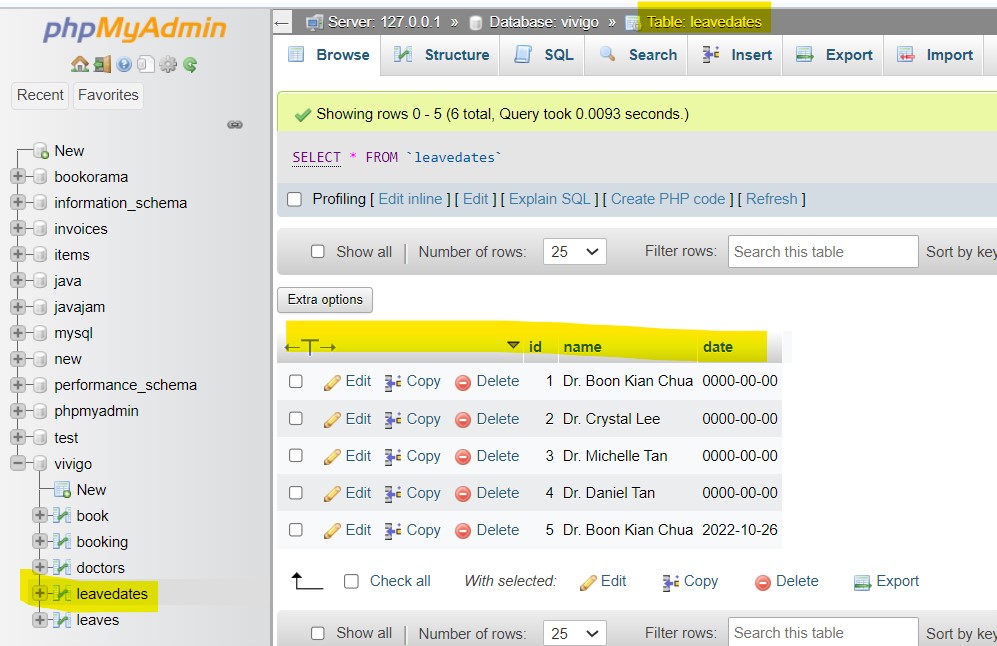 phpMyAdmin
Recent Favorites
New
bookorama
information_schema
invoices
items
java
javajam
mysql
new
performance_schema
phpmyadmin
test
vivigo
New
book
booking
doctors
leavedates
leaves
← Server: 127.0.0.1 » Database: vivigo » Table: leavedates
Browse Structure SQL Search Insert Export Import
Showing rows 0 - 5 (6 total, Query took 0.0093 seconds.)
SELECT * FROM `leavedates`
Profiling [ Edit inline ] [ Edit ] [ Explain SQL ] [ Create PHP code ] [ Refresh ]
Show all | Number of rows: 25 Filter rows: Search this table Sort by key
Extra options
←T→ id name date
Edit Copy Delete 1 Dr. Boon Kian Chua 0000-00-00
Edit Copy Delete 2 Dr. Crystal Lee 0000-00-00
Edit Copy Delete 3 Dr. Michelle Tan 0000-00-00
Edit Copy Delete 4 Dr. Daniel Tan 0000-00-00
Edit Copy Delete 5 Dr. Boon Kian Chua 2022-10-26
Check all With selected: Edit Copy Delete Export
Show all | Number of rows: 25 Filter rows: Search this table Sort by key